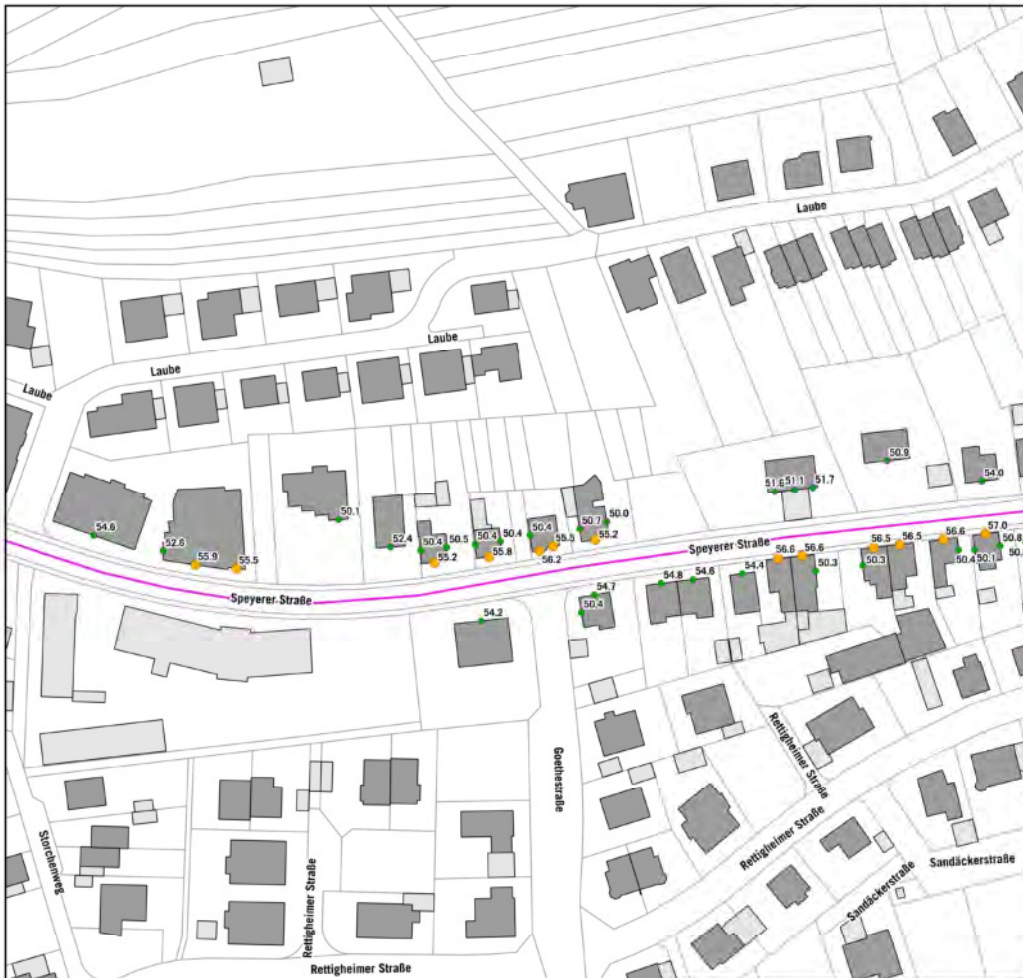 Laube
Laube
Laube
Laube
50.9
54.0
51.6
51.1
51.7
54.6
52.6
55.9
55.5
50.1
52.4
50.4
50.5
55.2
50.4
50.4
55.8
50.4
55.5
56.2
50.7
50.0
55.2
Speyerer Straße
Speyerer Straße
57.0
56.6
56.5
56.5
50.8
50.4
50.1
56.6
56.6
50.3
50.3
54.4
54.6
54.8
54.7
50.4
54.2
Goethestraße
Rettigheimer Straße
Rettigheimer Straße
Storchenweg
Rettigheimer Straße
Rettigheimer Straße
Sandäckerstraße
Sandäckerstraße